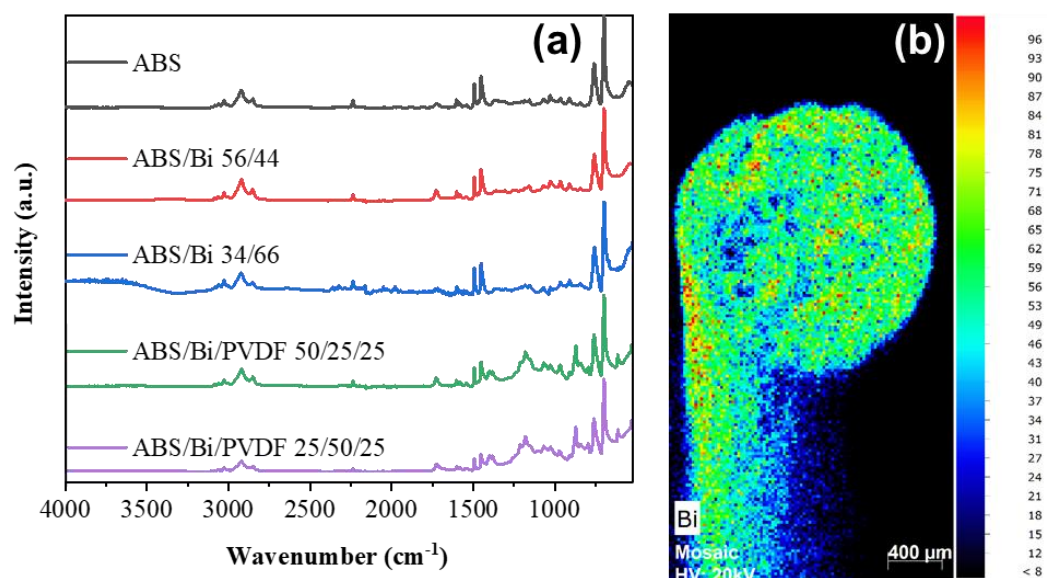 (a)
ABS
ABS/Bi 56/44
ABS/Bi 34/66
ABS/Bi/PVDF 50/25/25
ABS/Bi/PVDF 25/50/25
Intensity (a.u.)
4000 3500 3000 2500 2000 1500 1000
Wavenumber (cm⁻¹)
(b)
96
93
90
87
84
81
78
75
71
68
65
62
59
56
53
49
46
43
40
37
34
31
27
24
21
18
15
12
< 8
Bi
Mosaic
HV: 20kV
400 µm